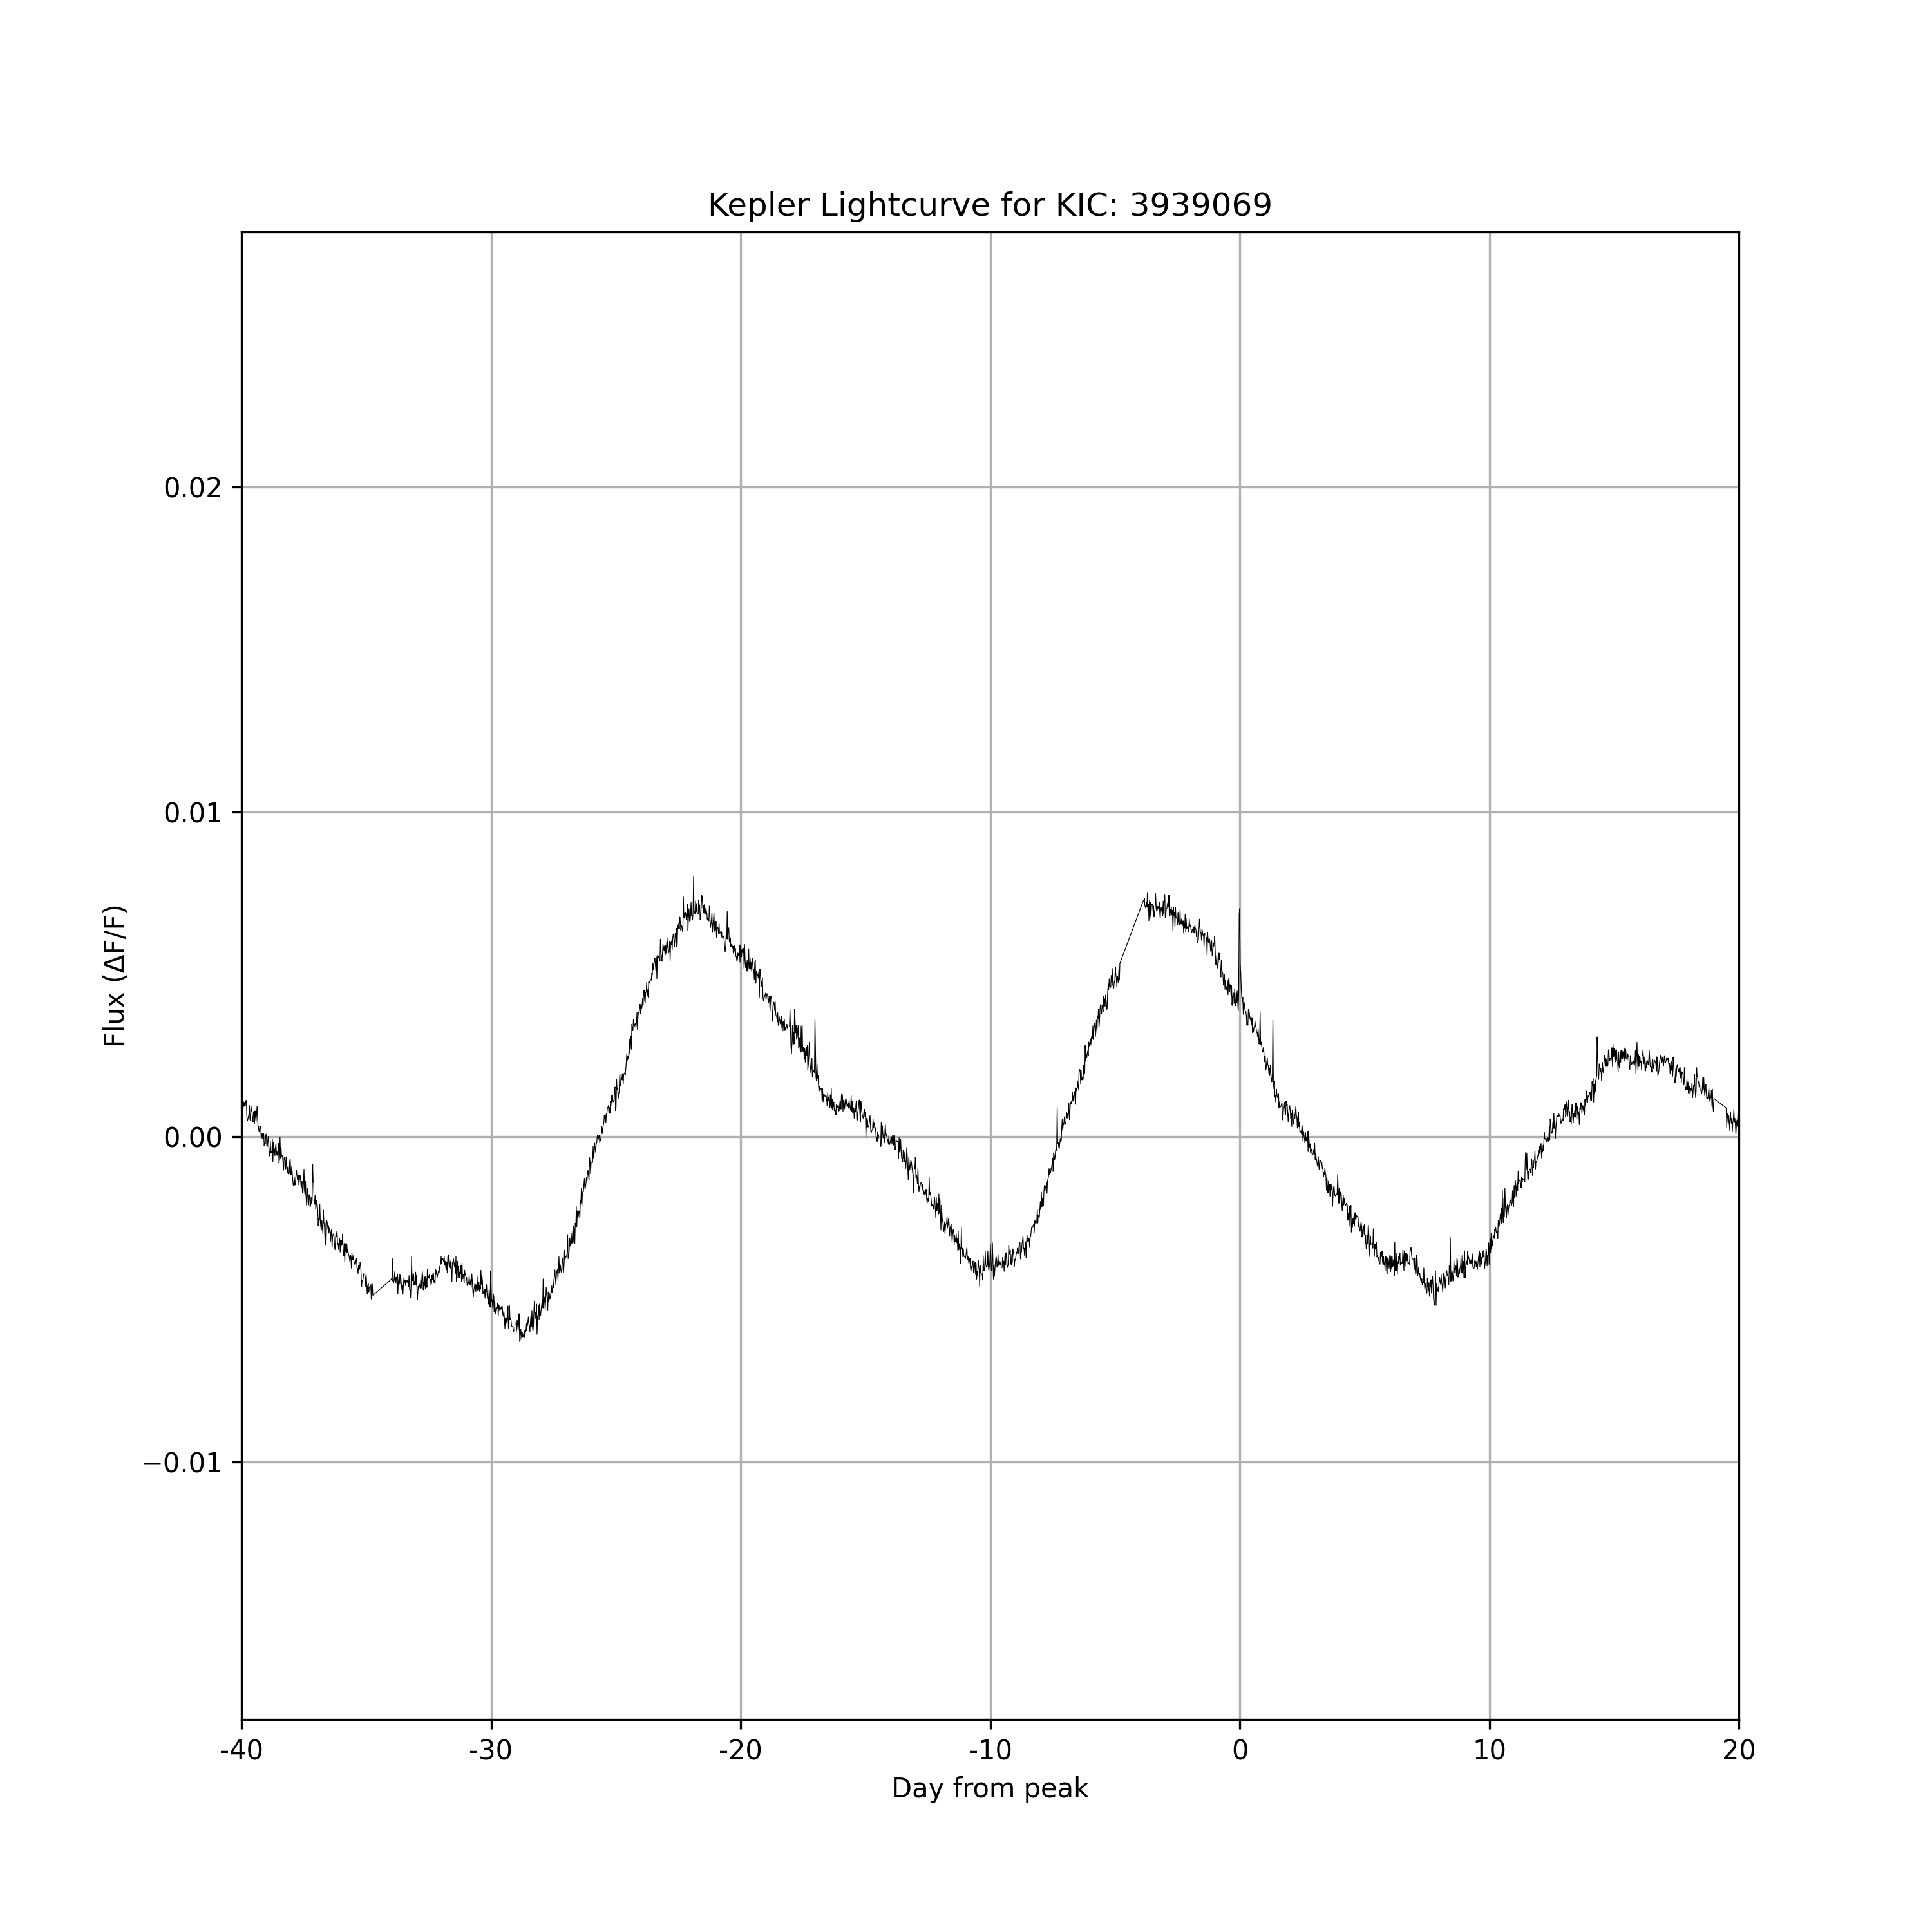 Kepler Lightcurve for KIC: 3939069
Flux (ΔF/F)
0.02
0.01
0.00
−0.01
-40 -30 -20 -10 0 10 20
Day from peak